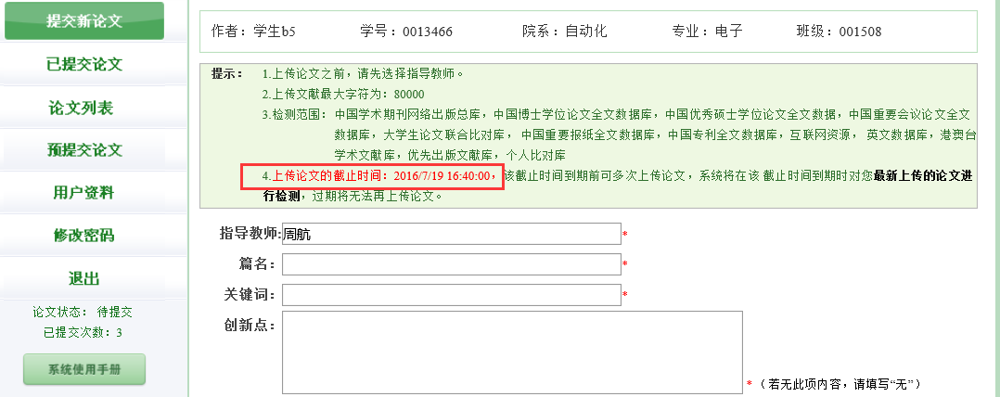 提交新论文
已提交论文
论文列表
预提交论文
用户资料
修改密码
退出
论文状态： 待提交
已提交次数：3
系统使用手册
作者：学生b5 学号：0013466 院系：自动化 专业：电子 班级：001508
提示： 1.上传论文之前，请先选择指导教师。
2.上传文献最大字符为：80000
3.检测范围： 中国学术期刊网络出版总库，中国博士学位论文全文数据库，中国优秀硕士学位论文全文数据，中国重要会议论文全文
数据库，大学生论文联合比对库， 中国重要报纸全文数据库，中国专利全文数据库，互联网资源， 英文数据库，港澳台
学术文献库，优先出版文献库，个人比对库
4.上传论文的截止时间：2016/7/19 16:40:00，该截止时间到期前可多次上传论文，系统将在该 截止时间到期时对您最新上传的论文进
行检测，过期将无法再上传论文。
指导教师:周航*
篇名：*
关键词：*
创新点：
*（若无此项内容，请填写“无”）